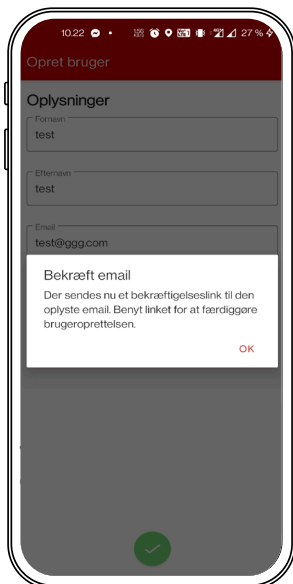 10.22
27 %
Opret bruger
Oplysninger
Fornavn
test
Efternavn
test
Email
test@ggg.com
Bekræft email
Der sendes nu et bekræftigelseslink til den
oplyste email. Benyt linket for at færdiggøre
brugeroprettelsen.
OK